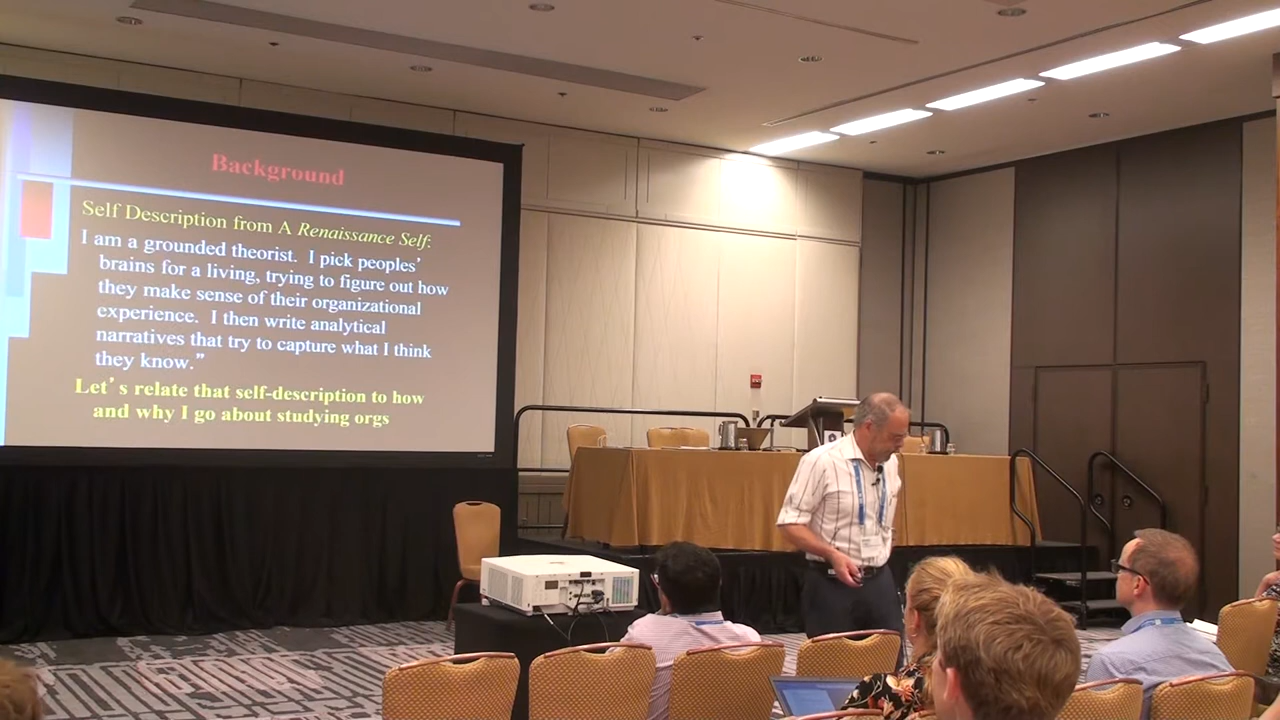 Background
Self Description from A Renaissance Self:
I am a grounded theorist.  I pick peoples’
brains for a living, trying to figure out how
they make sense of their organizational
experience.  I then write analytical
narratives that try to capture what I think
they know.”
Let’s relate that self-description to how
and why I go about studying orgs